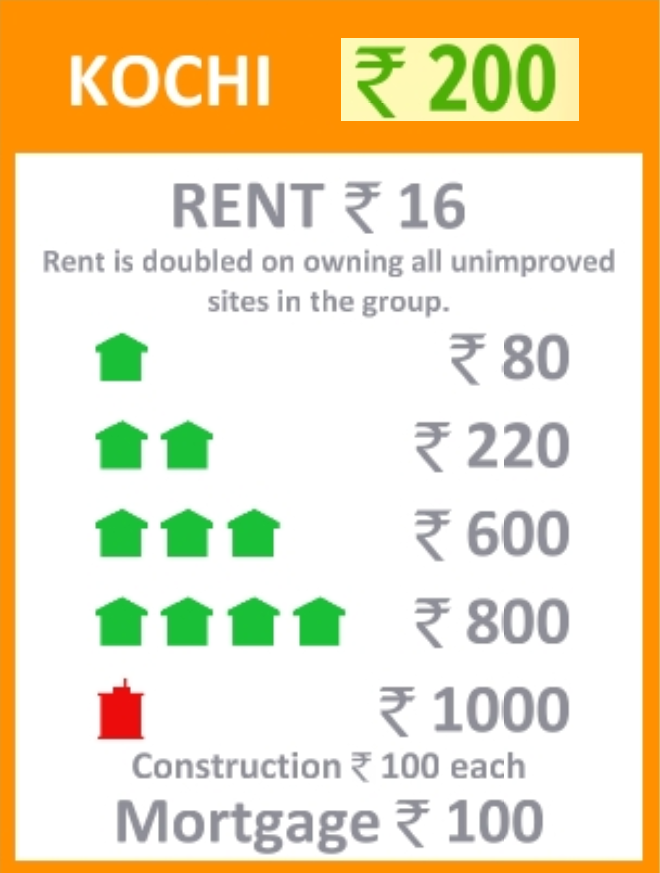 KOCHI ₹ 200
RENT ₹ 16
Rent is doubled on owning all unimproved
sites in the group.
₹ 80
₹ 220
₹ 600
₹ 800
₹ 1000
Construction ₹ 100 each
Mortgage ₹ 100